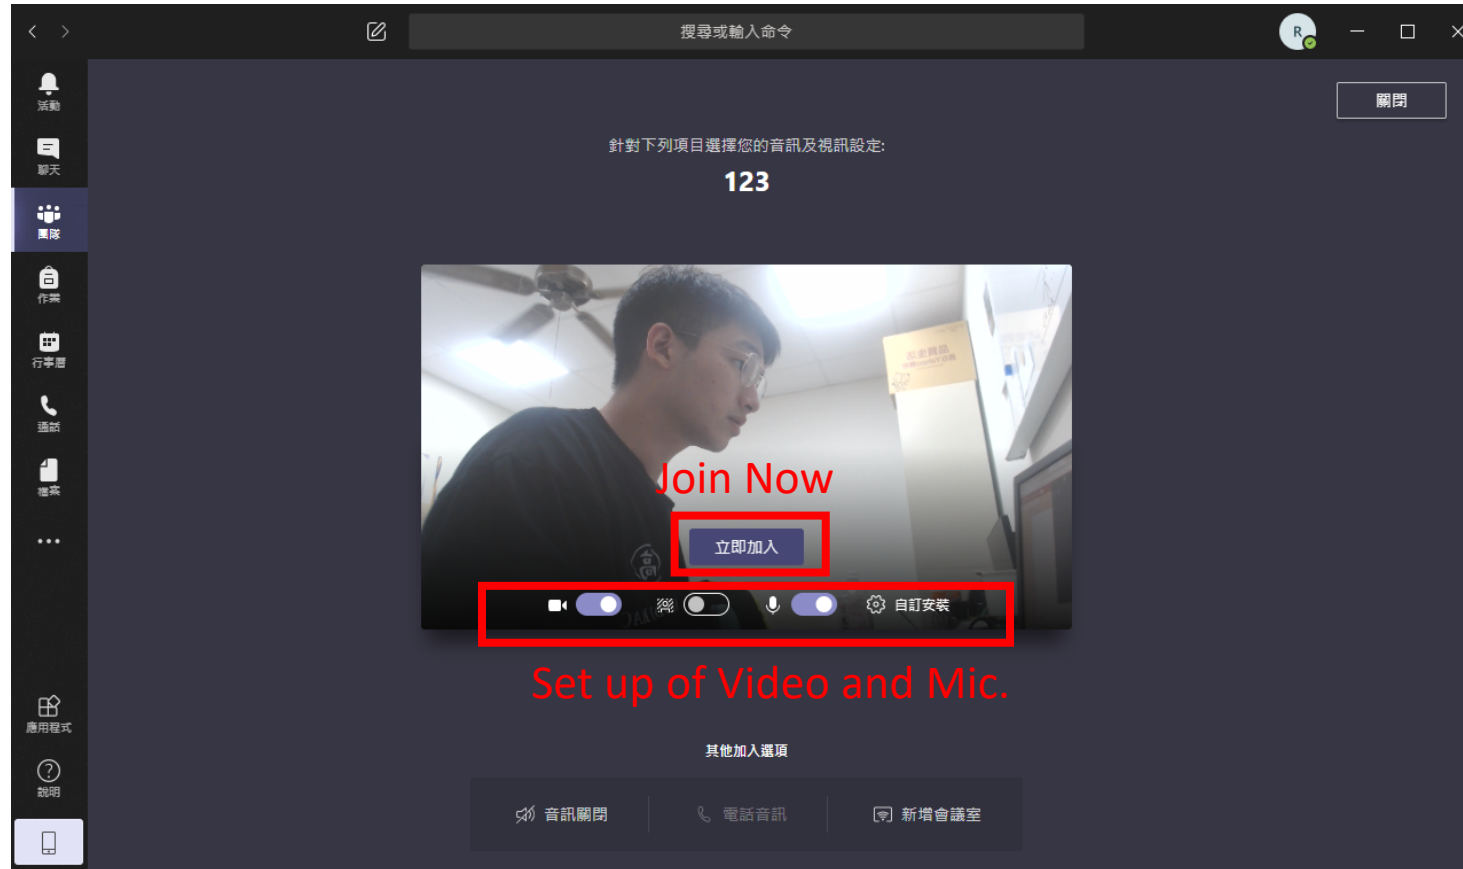 搜尋或輸入命令
R
活動
聊天
團隊
作業
行事曆
通話
檔案
應用程式
說明
關閉
針對下列項目選擇您的音訊及視訊設定:
123
Join Now
立即加入
自訂安裝
Set up of Video and Mic.
其他加入選項
音訊關閉
電話音訊
新增會議室